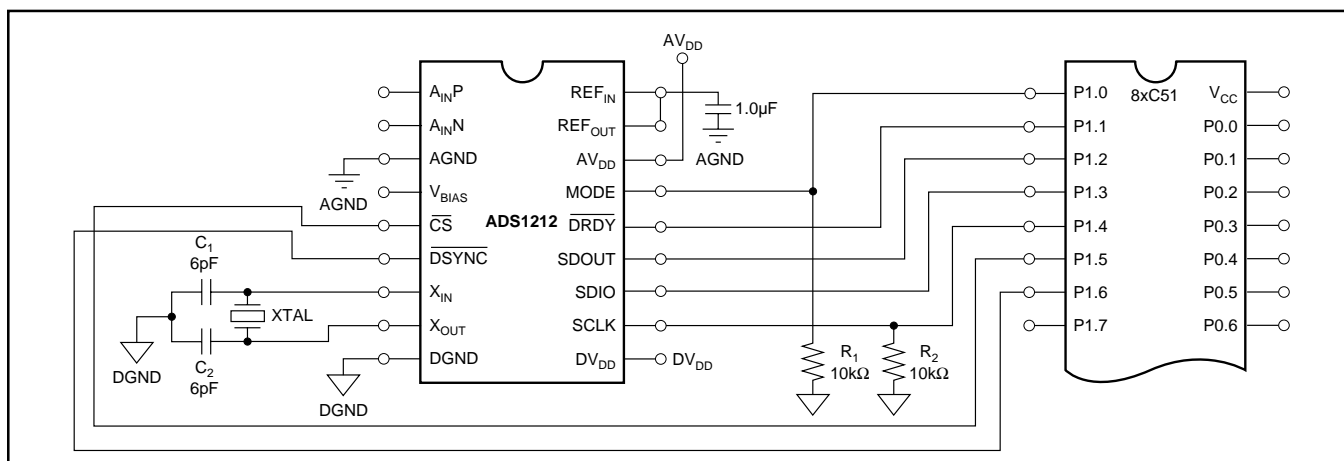 AVDD
AINP
AINN
AGND
VBIAS
CS
DSYNC
XIN
XOUT
DGND
ADS1212
REFIN
REFOUT
AVDD
MODE
DRDY
SDOUT
SDIO
SCLK
DVDD
DVDD
1.0µF
AGND
AGND
C1
6pF
XTAL
C2
6pF
DGND
DGND
R1
10kΩ
R2
10kΩ
8xC51
P1.0
P1.1
P1.2
P1.3
P1.4
P1.5
P1.6
P1.7
VCC
P0.0
P0.1
P0.2
P0.3
P0.4
P0.5
P0.6